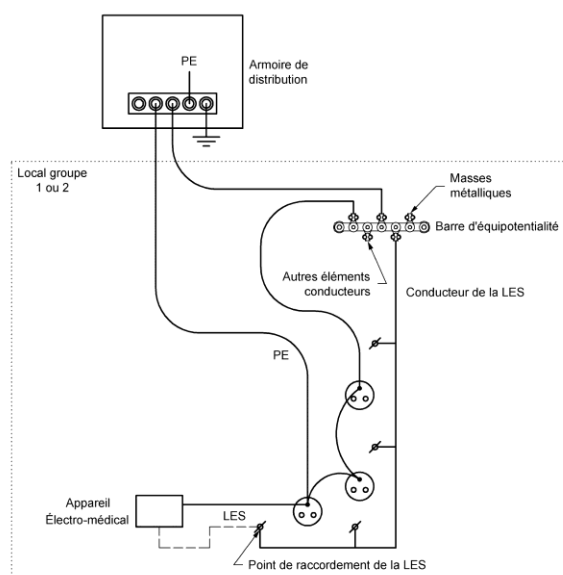 PE
Armoire de
distribution
Local groupe
1 ou 2
Masses
métalliques
Barre d'équipotentialité
Autres éléments
conducteurs
Conducteur de la LES
PE
Appareil
Électro-médical
LES
Point de raccordement de la LES